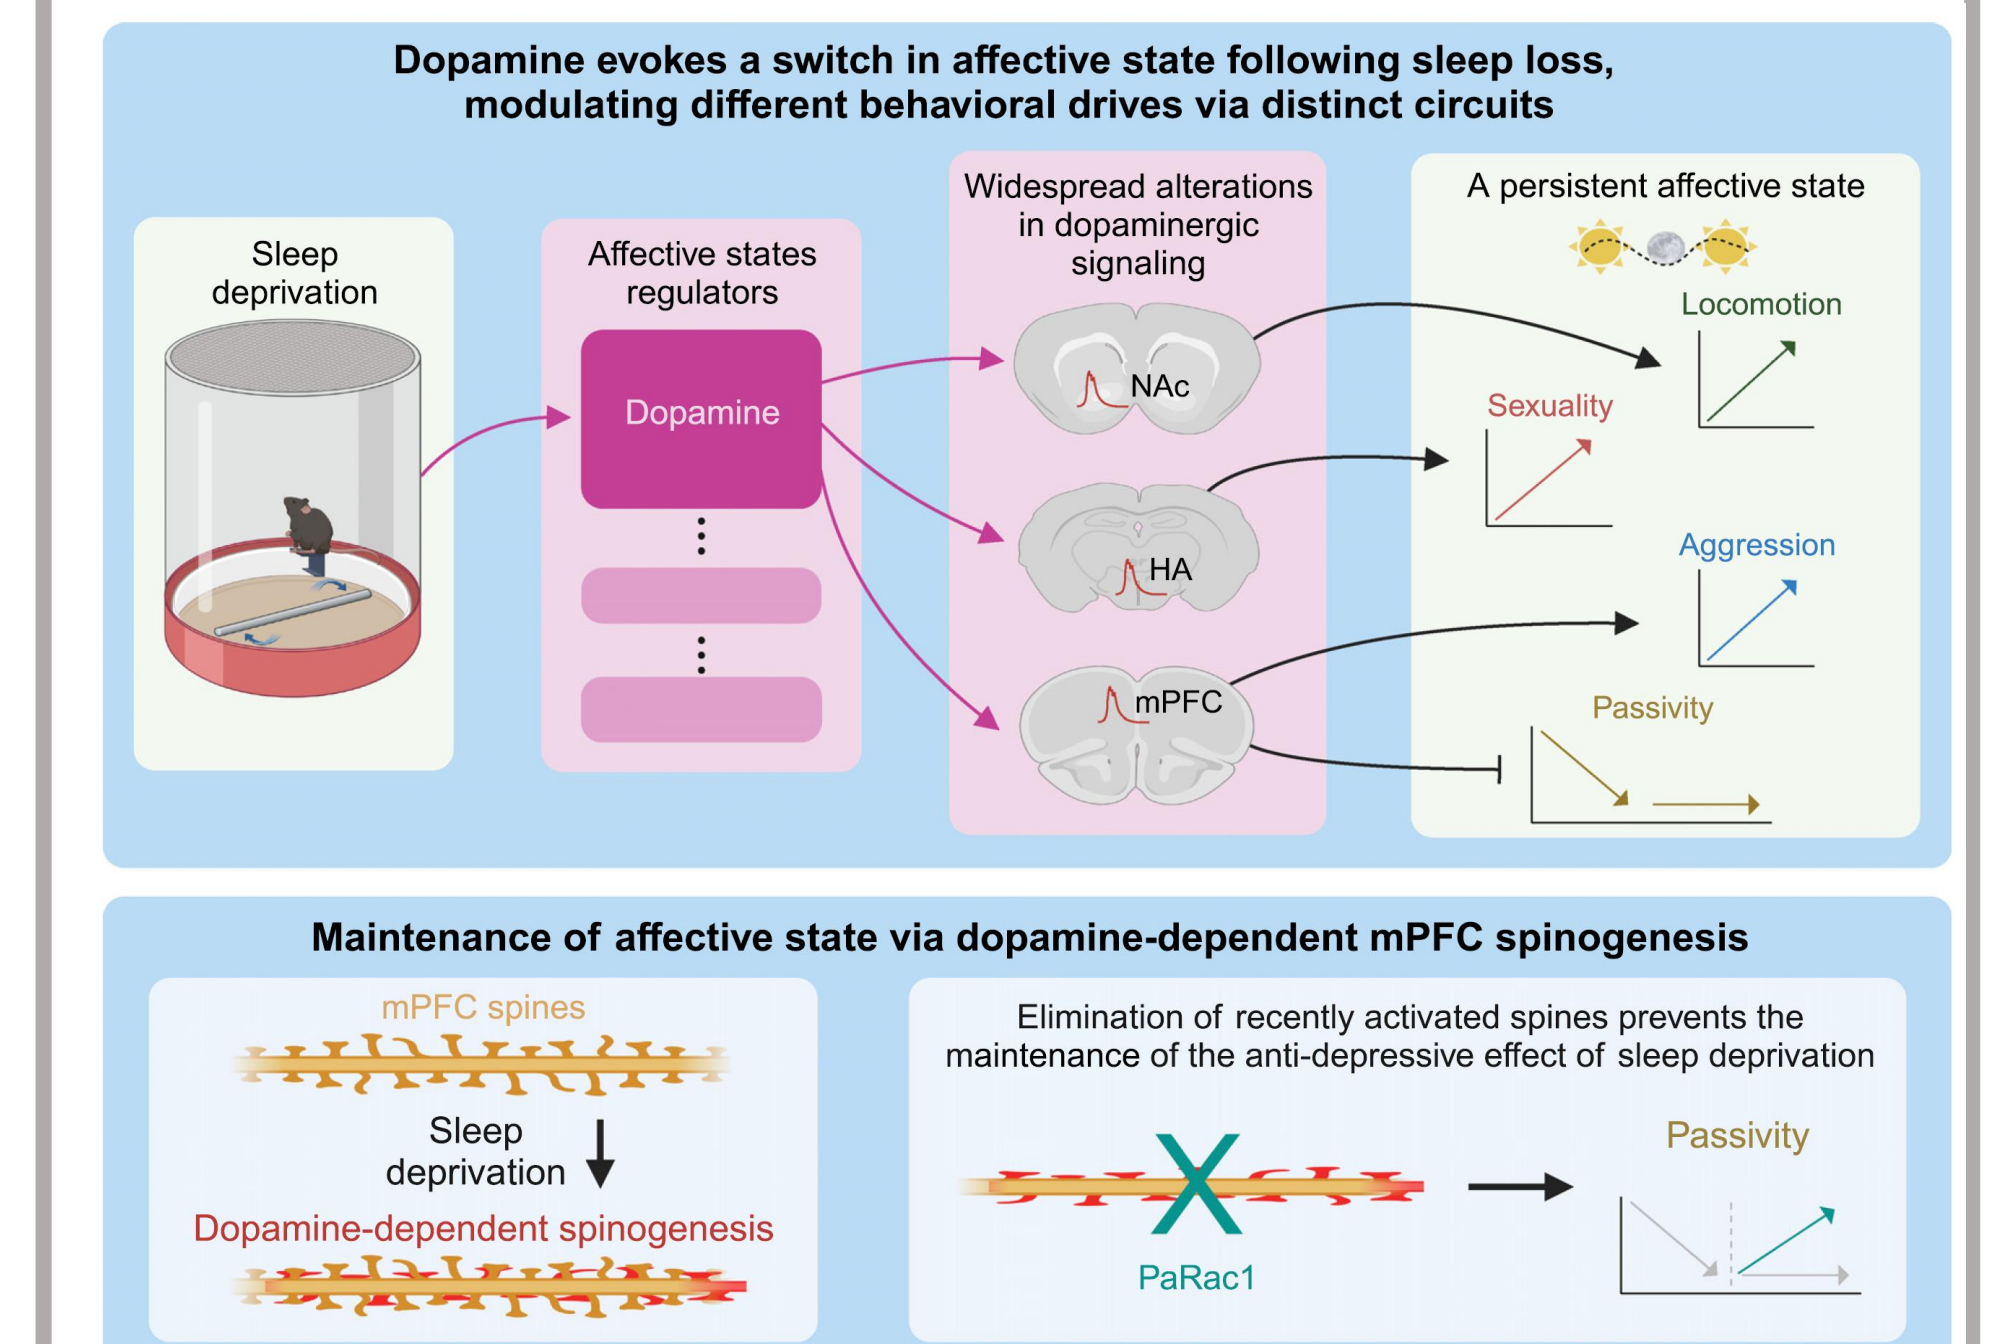 Dopamine evokes a switch in affective state following sleep loss,
modulating different behavioral drives via distinct circuits
Sleep
deprivation
Affective states
regulators
Dopamine
Widespread alterations
in dopaminergic
signaling
NAc
HA
mPFC
A persistent affective state
Locomotion
Sexuality
Aggression
Passivity
Maintenance of affective state via dopamine-dependent mPFC spinogenesis
mPFC spines
Sleep
deprivation
Dopamine-dependent spinogenesis
Elimination of recently activated spines prevents the
maintenance of the anti-depressive effect of sleep deprivation
PaRac1
Passivity